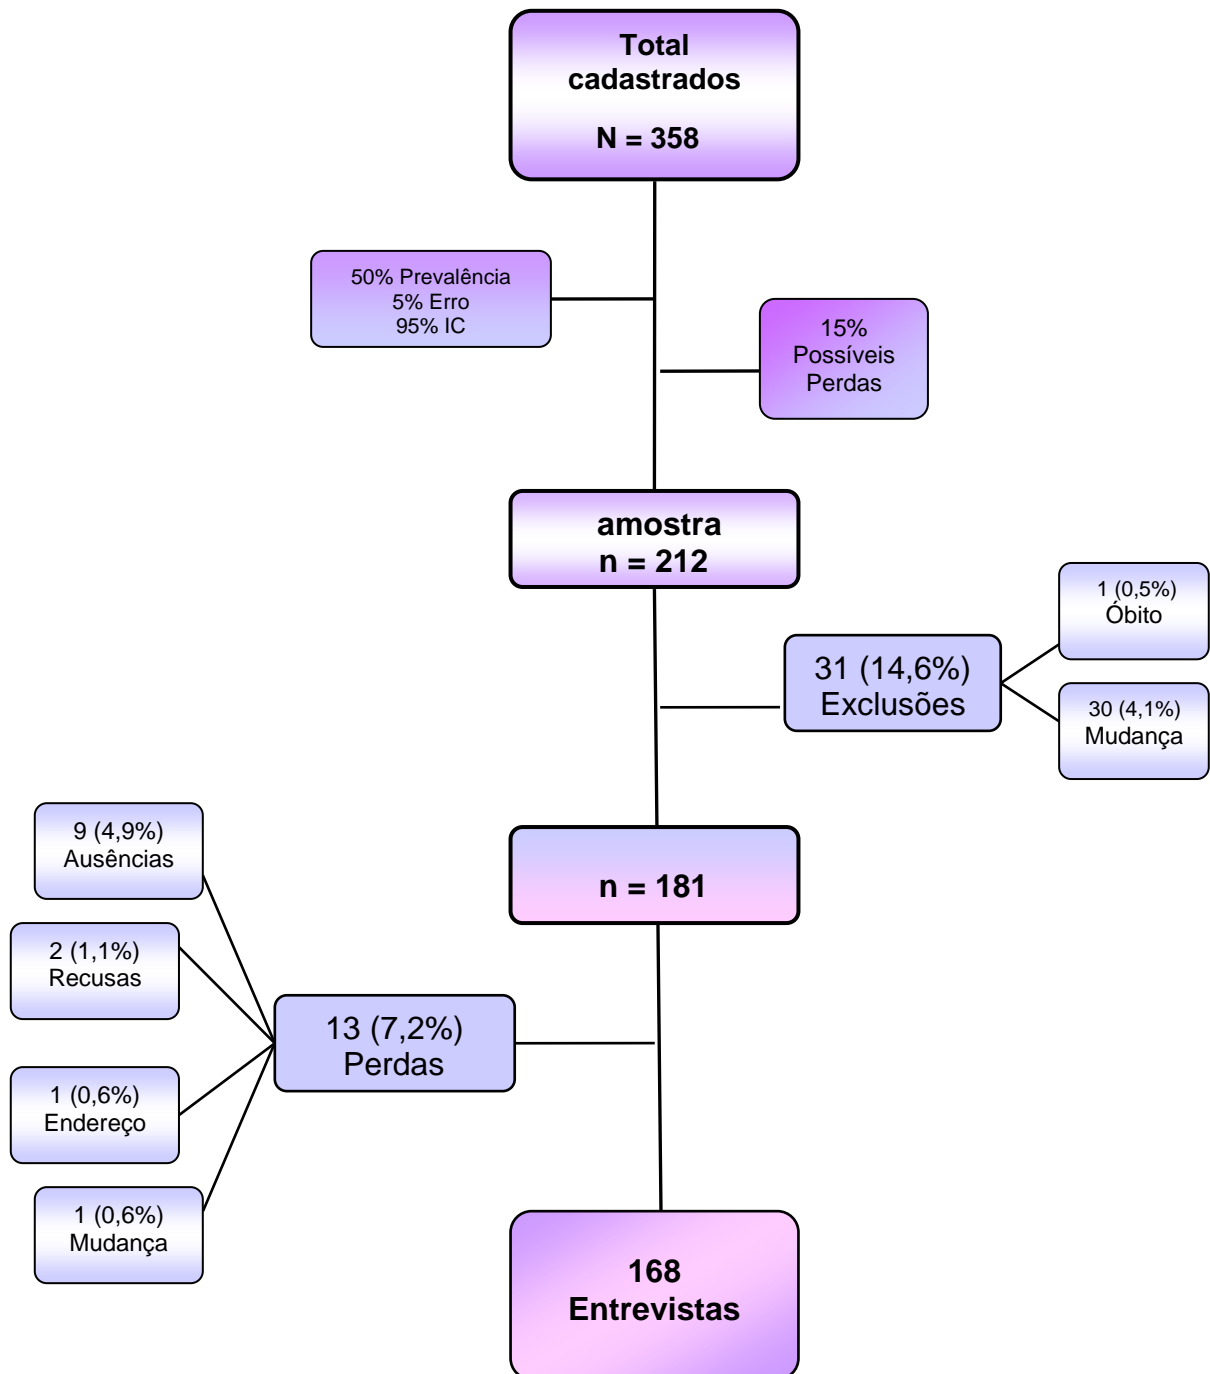 Total
cadastrados
N = 358
50% Prevalência
5% Erro
95% IC
15%
Possíveis
Perdas
amostra
n = 212
1 (0,5%)
Óbito
31 (14,6%)
Exclusões
30 (4,1%)
Mudança
9 (4,9%)
Ausências
n = 181
2 (1,1%)
Recusas
13 (7,2%)
Perdas
1 (0,6%)
Endereço
1 (0,6%)
Mudança
168
Entrevistas